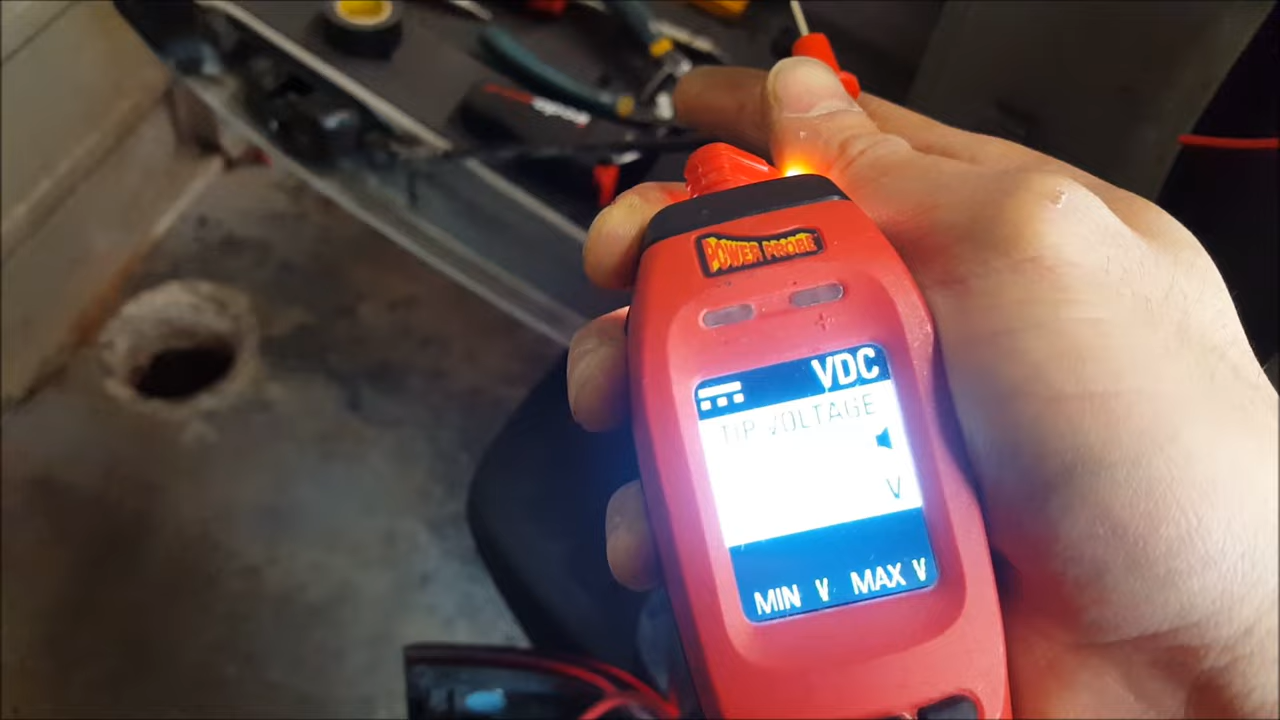 POWER PROBE
+
VDC
TIP VOLTAGE
V
MIN V MAX V